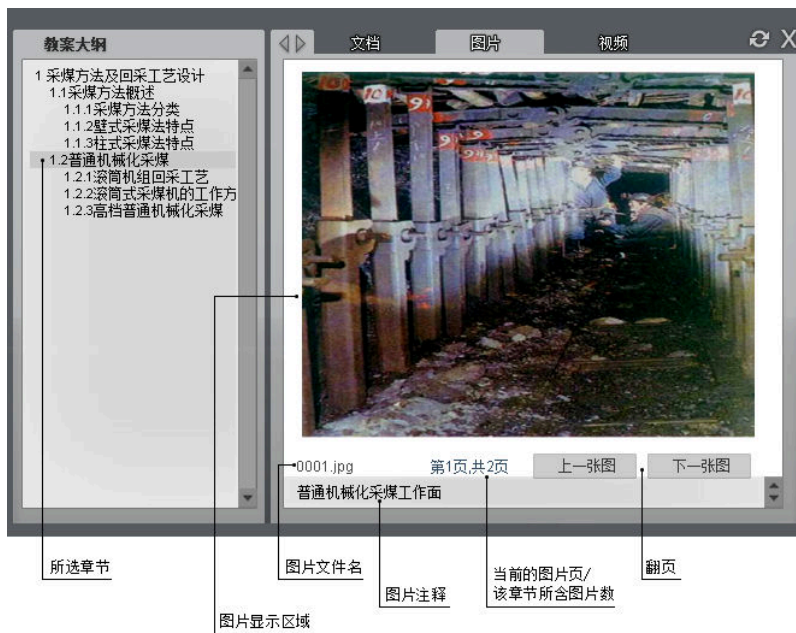 教案大纲
1 采煤方法及回采工艺设计
1.1采煤方法概述
1.1.1采煤方法分类
1.1.2壁式采煤法特点
1.1.3柱式采煤法特点
1.2普通机械化采煤
1.2.1滚筒机组回采工艺
1.2.2滚筒式采煤机的工作方
1.2.3高档普通机械化采煤
文档 图片 视频 X
10 9 10
9
9
0001.jpg 第1页,共2页 上一张图 下一张图
普通机械化采煤工作面
所选章节
图片文件名
图片注释
当前的图片页/
该章节所含图片数
翻页
图片显示区域